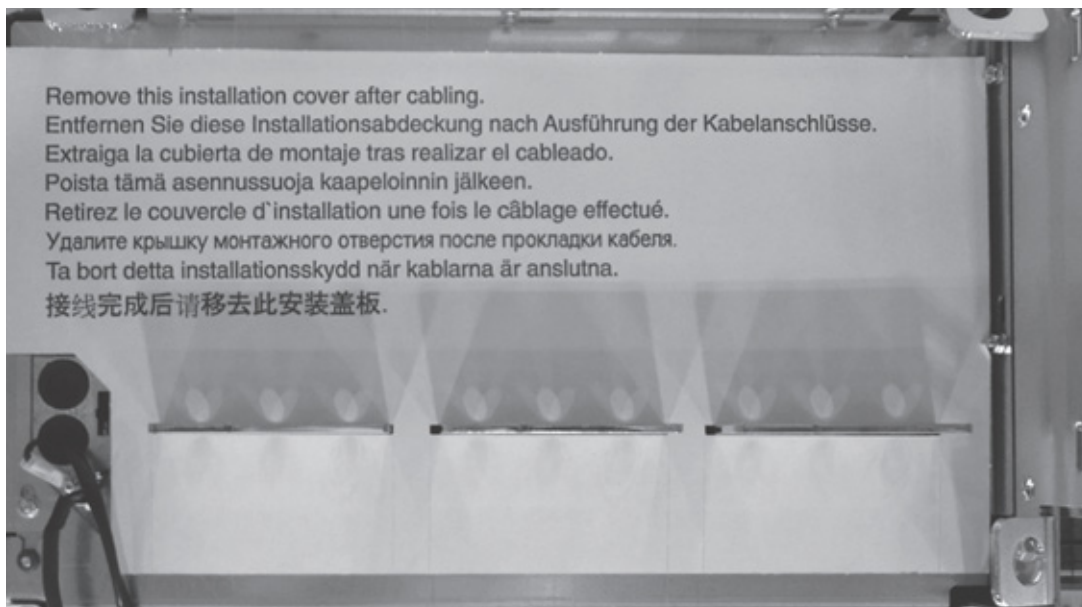 Remove this installation cover after cabling.
Entfernen Sie diese Installationsabdeckung nach Ausführung der Kabelanschlüsse.
Extraiga la cubierta de montaje tras realizar el cableado.
Poista tämä asennussuoja kaapeloinnin jälkeen.
Retirez le couvercle d`installation une fois le câblage effectué.
Удалите крышку монтажного отверстия после прокладки кабеля.
Ta bort detta installationsskydd när kablarna är anslutna.
接线完成后请移去此安装盖板.